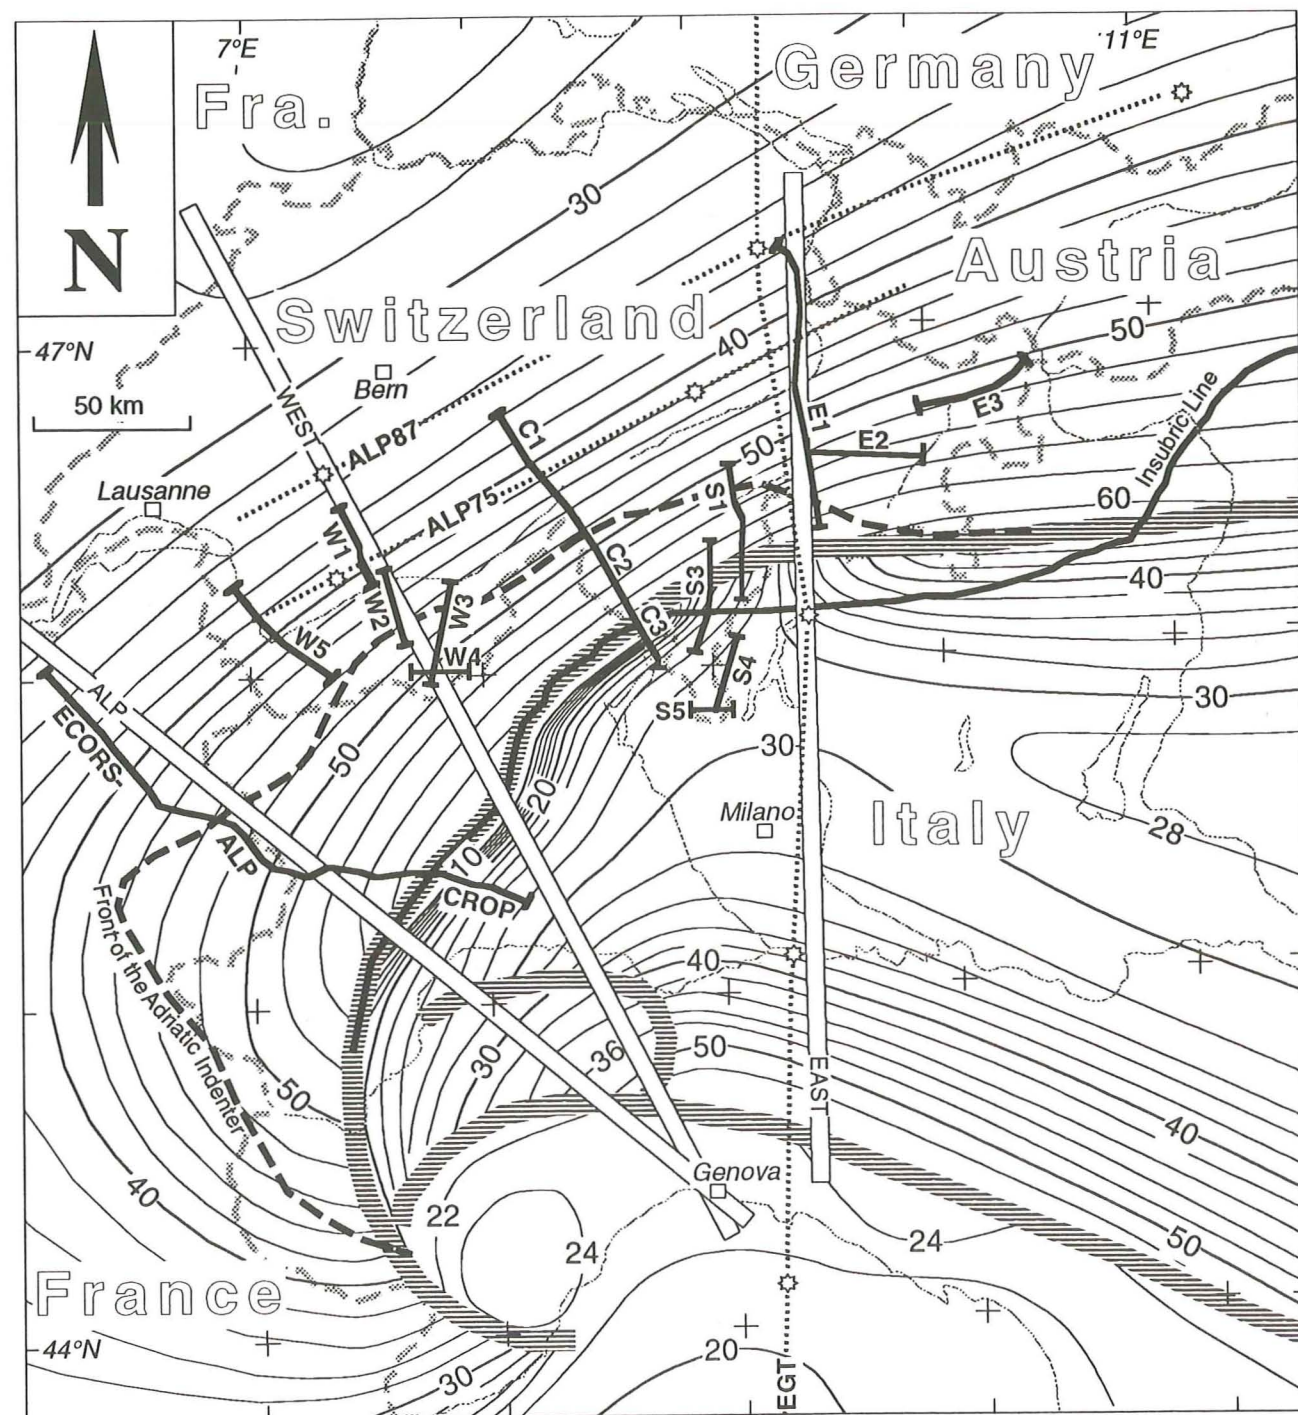 7°E
11°E
Germany
Fra.
N
30
Austria
Switzerland
47°N
40
50
50 km
Bern
WEST
ALP87
C1
E1
E3
E2
Insubric Line
Lausanne
50
S1
60
ALP75
W1
C2
S3
40
W2
W3
W5
W4
C3
S4
S5
30
ALP
ECORS-
50
30
20
Milano
Italy
28
ALP
10
CROP
Front of the Adriatic Indenter
40
30
36
50
50
EAST
40
40
Genova
22
24
24
50
France
44°N
20
30
EGT